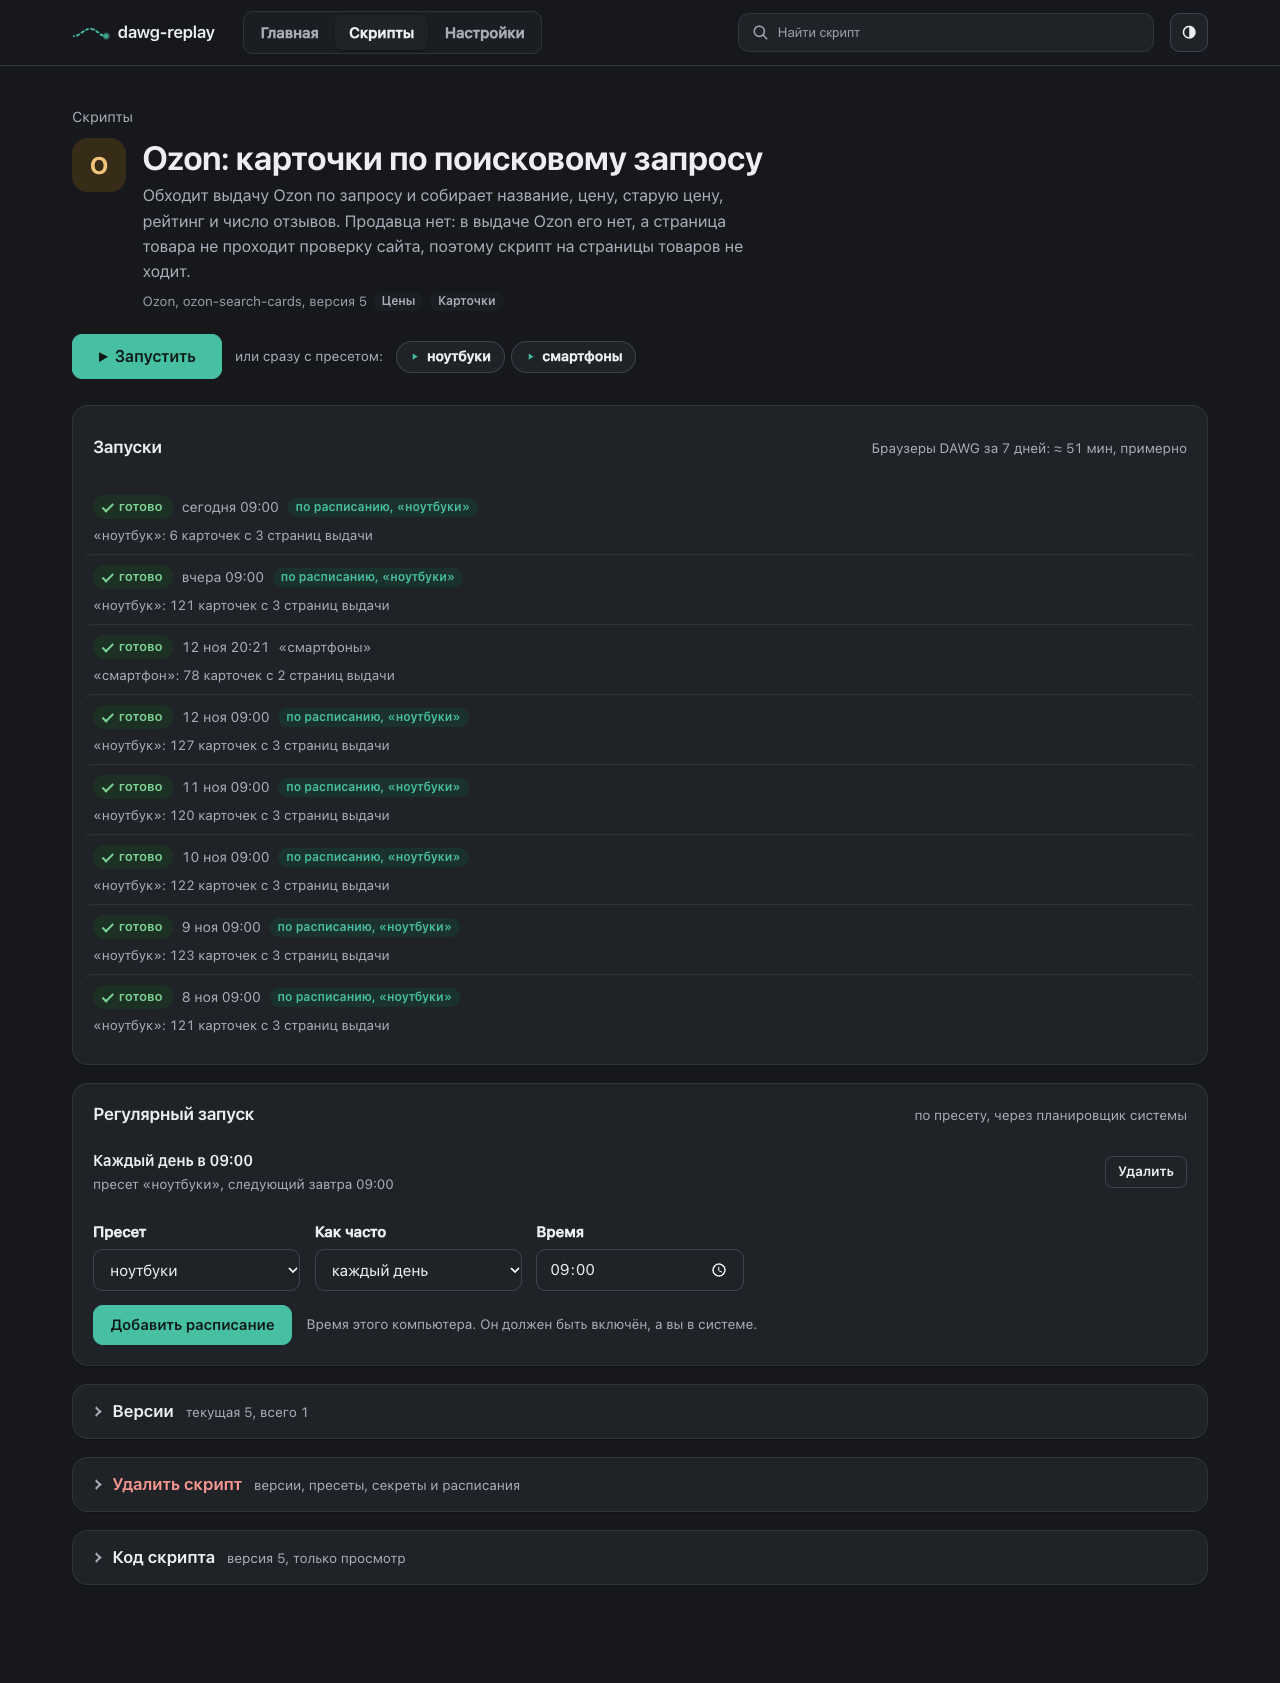 dawg-replay
Главная
Скрипты
Настройки
Найти скрипт
Скрипты
O
Ozon: карточки по поисковому запросу
Обходит выдачу Ozon по запросу и собирает название, цену, старую цену,
рейтинг и число отзывов. Продавца нет: в выдаче Ozon его нет, а страница
товара не проходит проверку сайта, поэтому скрипт на страницы товаров не
ходит.
Ozon, ozon-search-cards, версия 5 Цены Карточки
Запустить
или сразу с пресетом:
ноутбуки
смартфоны
Запуски
Браузеры DAWG за 7 дней: ≈ 51 мин, примерно
готово сегодня 09:00 по расписанию, «ноутбуки»
«ноутбук»: 6 карточек с 3 страниц выдачи
готово вчера 09:00 по расписанию, «ноутбуки»
«ноутбук»: 121 карточек с 3 страниц выдачи
готово 12 ноя 20:21 «смартфоны»
«смартфон»: 78 карточек с 2 страниц выдачи
готово 12 ноя 09:00 по расписанию, «ноутбуки»
«ноутбук»: 127 карточек с 3 страниц выдачи
готово 11 ноя 09:00 по расписанию, «ноутбуки»
«ноутбук»: 120 карточек с 3 страниц выдачи
готово 10 ноя 09:00 по расписанию, «ноутбуки»
«ноутбук»: 122 карточек с 3 страниц выдачи
готово 9 ноя 09:00 по расписанию, «ноутбуки»
«ноутбук»: 123 карточек с 3 страниц выдачи
готово 8 ноя 09:00 по расписанию, «ноутбуки»
«ноутбук»: 121 карточек с 3 страниц выдачи
Регулярный запуск
по пресету, через планировщик системы
Каждый день в 09:00
пресет «ноутбуки», следующий завтра 09:00
Удалить
Пресет
Как часто
Время
ноутбуки
каждый день
09:00
Добавить расписание
Время этого компьютера. Он должен быть включён, а вы в системе.
Версии текущая 5, всего 1
Удалить скрипт версии, пресеты, секреты и расписания
Код скрипта версия 5, только просмотр